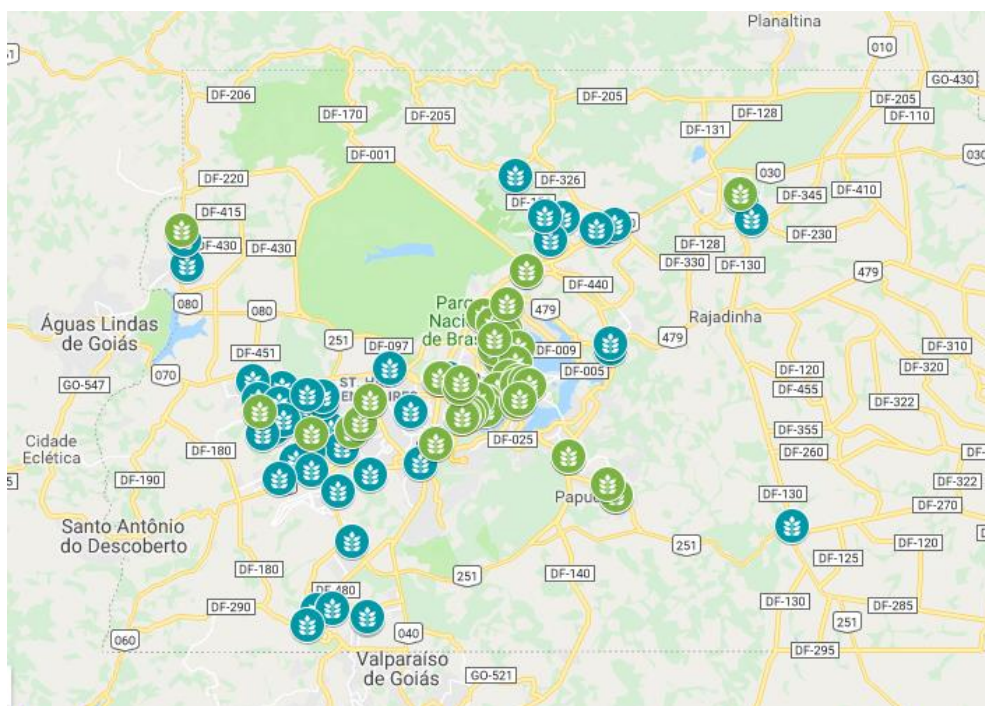 Planaltina
010
GO-430
DF-206
DF-205
DF-205
DF-170
DF-205
DF-128
DF-110
DF-131
DF-001
030
DF-326
030
DF-220
DF-345
DF-410
DF-415
DF-430
DF-430
DF-128
DF-230
DF-330
DF-130
479
DF-440
080
080
479
Rajadinha
Águas Lindas
de Goiás
251
DF-097
479
DF-310
DF-451
DF-009
070
DF-005
DF-120
DF-320
GO-547
DF-455
DF-322
DF-025
DF-355
Cidade
Eclética
DF-180
DF-260
DF-190
DF-322
DF-130
DF-270
Santo Antônio
do Descoberto
251
DF-120
DF-125
DF-180
251
DF-140
DF-480
DF-290
DF-130
DF-285
060
040
251
DF-295
Valparaíso
de Goiás
GO-521